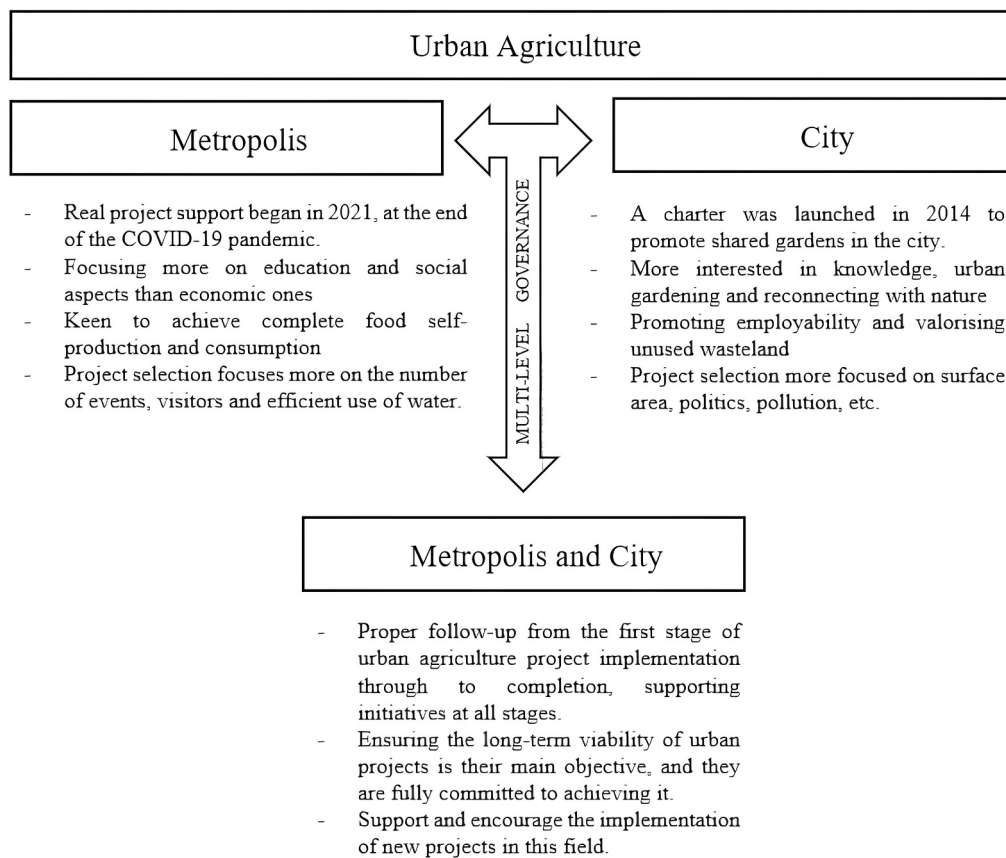 Urban Agriculture
Metropolis
City
- Real project support began in 2021, at the end
of the COVID-19 pandemic.
- Focusing more on education and social
aspects than economic ones
- Keen to achieve complete food self-
production and consumption
- Project selection focuses more on the number
of events, visitors and efficient use of water.
MULTI-LEVEL GOVERNANCE
- A charter was launched in 2014 to
promote shared gardens in the city.
- More interested in knowledge, urban
gardening and reconnecting with nature
- Promoting employability and valorising
unused wasteland
- Project selection more focused on surface
area, politics, pollution, etc.
Metropolis and City
- Proper follow-up from the first stage of
urban agriculture project implementation
through to completion, supporting
initiatives at all stages.
- Ensuring the long-term viability of urban
projects is their main objective, and they
are fully committed to achieving it.
- Support and encourage the implementation
of new projects in this field.